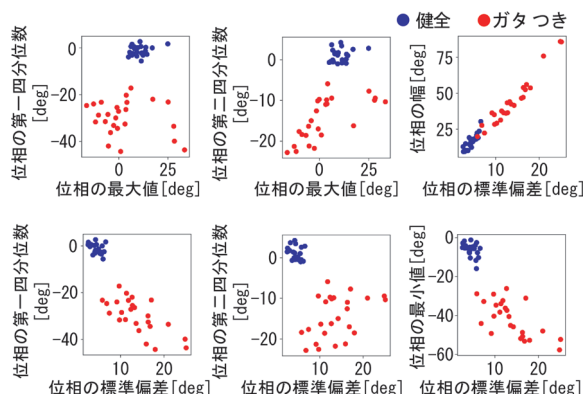 健全 ガタつき
位相の第一四分位数
[deg]
0
−20
−40
0 25
位相の最大値[deg]
位相の第二四分位数
[deg]
0
−10
−20
0 25
位相の最大値[deg]
位相の幅
[deg]
75
50
25
10 20
位相の標準偏差[deg]
位相の第一四分位数
[deg]
0
−20
−40
10 20
位相の標準偏差[deg]
位相の第二四分位数
[deg]
0
−10
−20
10 20
位相の標準偏差[deg]
位相の最小値[deg]
0
−20
−40
−60
10 20
位相の標準偏差[deg]